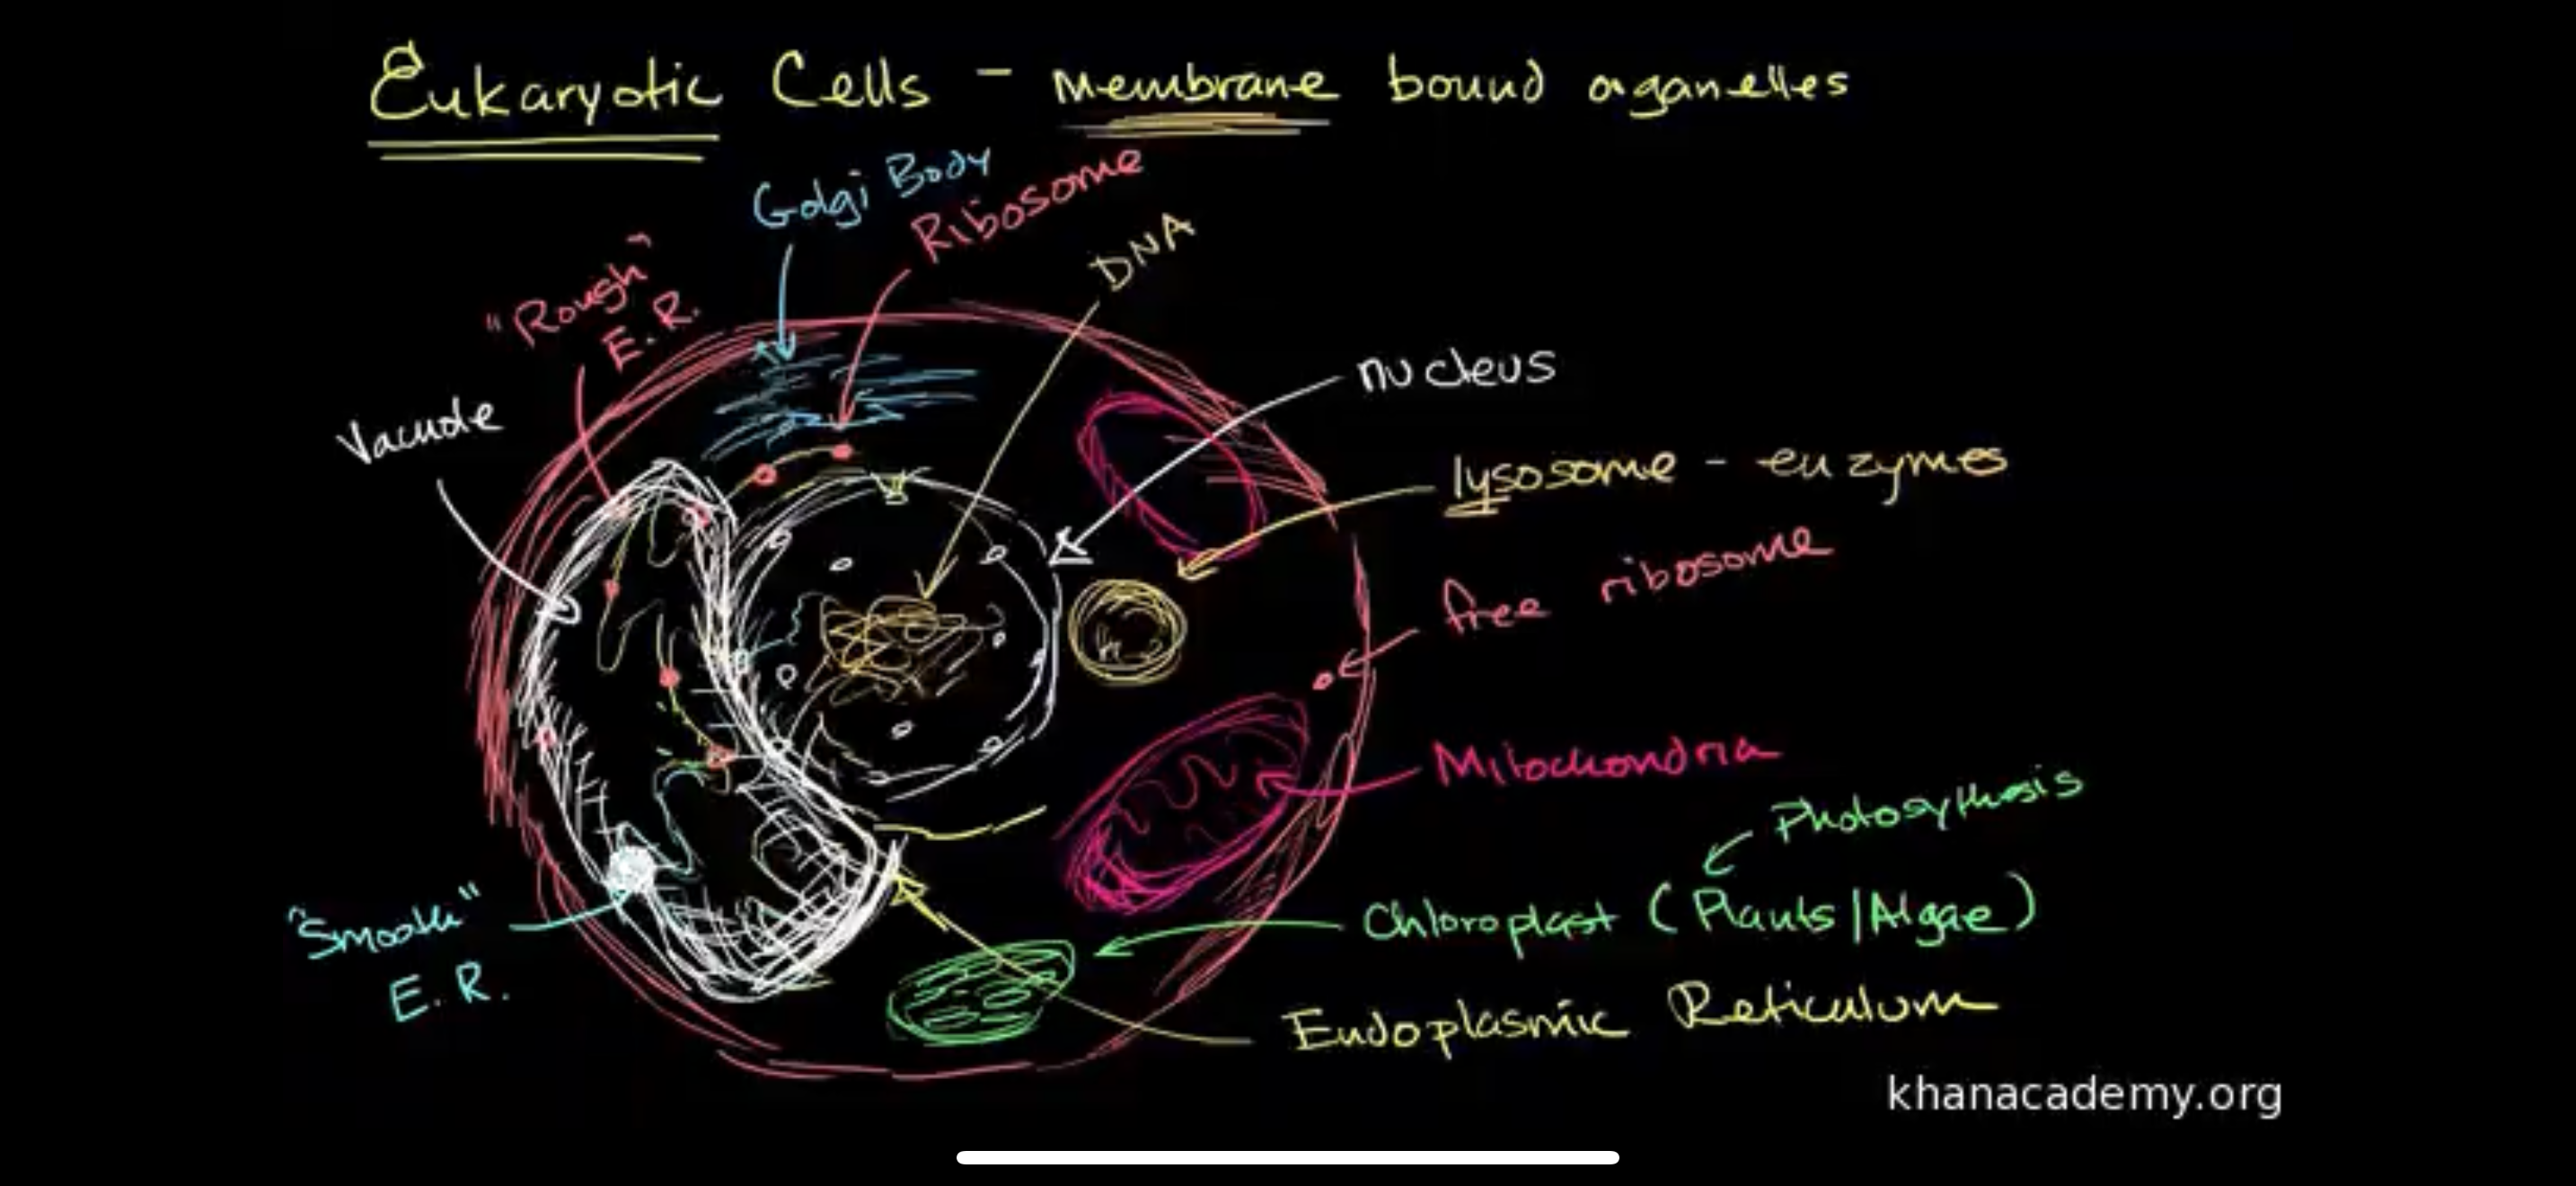 Eukaryotic Cells - Membrane bound organelles
Golgi Body
Ribosome
DNA
"Rough"
E.R.
nucleus
Vacuole
lysosome - enzymes
free ribosome
Mitochondria
Photosythesis
Chloroplast (Plants/Algae)
"Smooth"
E.R.
Endoplasmic Reticulum
khanacademy.org